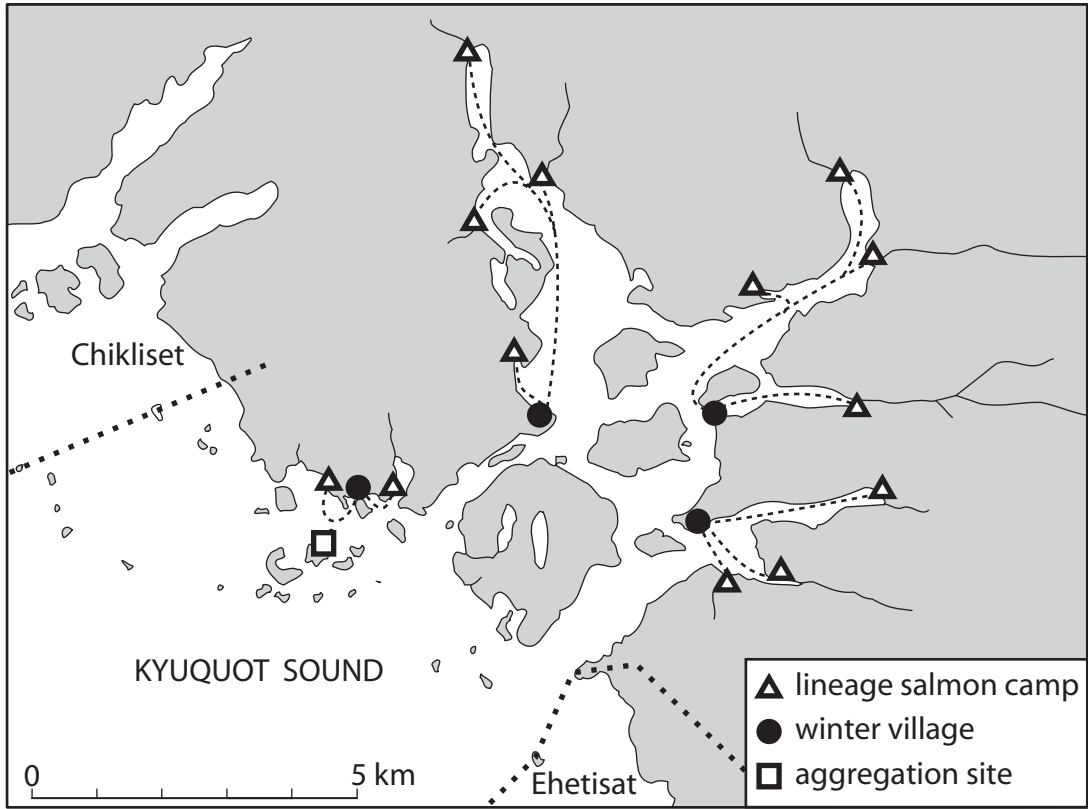 Chikliset
KYUQUOT SOUND
0 5 km
Ehetisat
lineage salmon camp
winter village
aggregation site